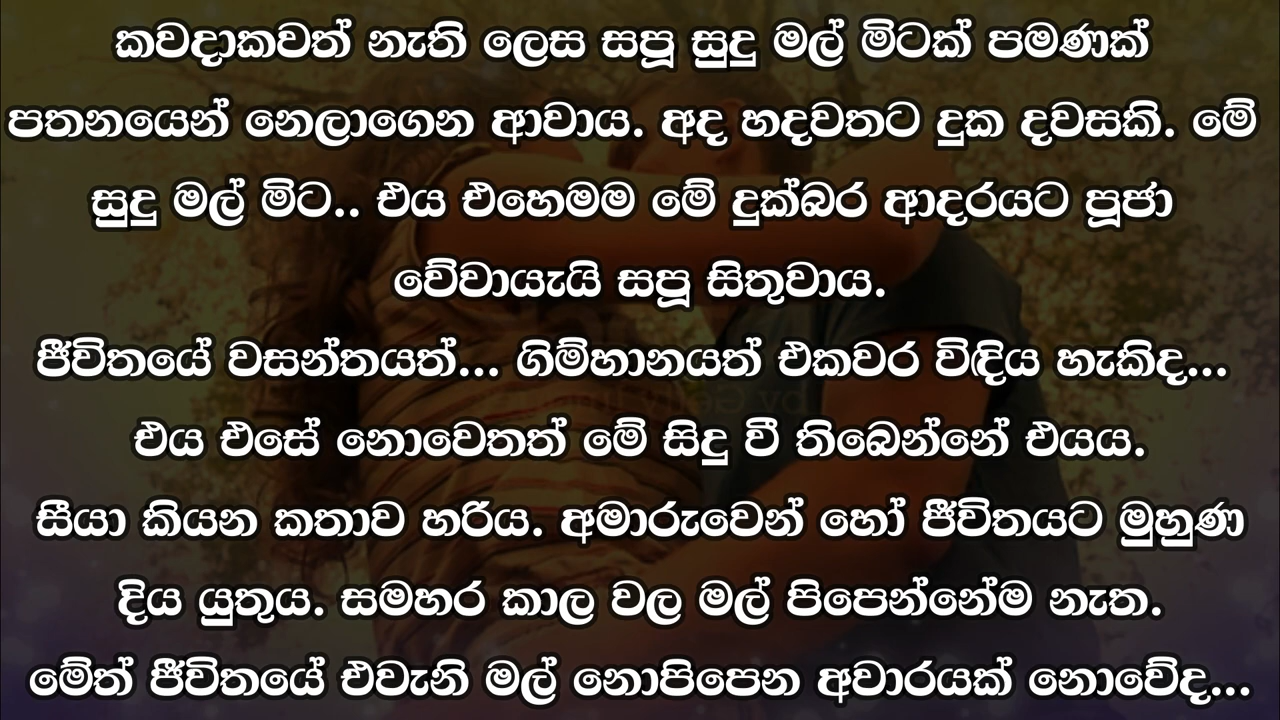 කවදාකවත් නැති ලෙස සපූ සුදු මල් මිටක් පමණක්
පතනයෙන් නෙලාගෙන ආවාය. අද හදවතට දුක දවසකි. මේ
සුදු මල් මිට.. එය එහෙමම මේ දුක්බර ආදරයට පූජා
වේවායැයි සපූ සිතුවාය.
ජීවිතයේ වසන්තයත්... ගිම්හානයත් එකවර විඳිය හැකිද...
එය එසේ නොවෙතත් මේ සිදු වී තිබෙන්නේ එයය.
සීයා කියන කතාව හරිය. අමාරුවෙන් හෝ ජීවිතයට මුහුණ
දිය යුතුය. සමහර කාල වල මල් පිපෙන්නේම නැත.
මේත් ජීවිතයේ එවැනි මල් නොපිපෙන අවාරයක් නොවේද...